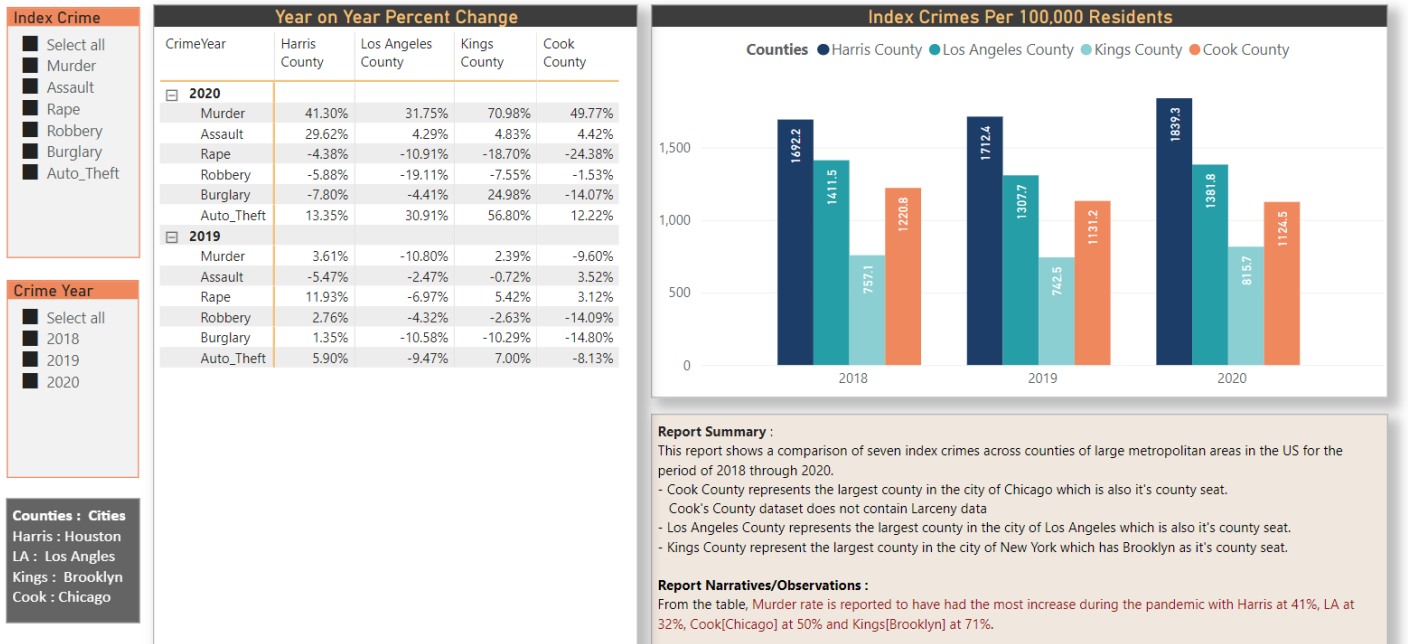 Index Crime
Select all
Murder
Assault
Rape
Robbery
Burglary
Auto_Theft
Crime Year
Select all
2018
2019
2020
Counties : Cities
Harris : Houston
LA : Los Angles
Kings : Brooklyn
Cook : Chicago
Year on Year Percent Change
CrimeYear Harris County Los Angeles County Kings County Cook County
2020
Murder 41.30% 31.75% 70.98% 49.77%
Assault 29.62% 4.29% 4.83% 4.42%
Rape -4.38% -10.91% -18.70% -24.38%
Robbery -5.88% -19.11% -7.55% -1.53%
Burglary -7.80% -4.41% 24.98% -14.07%
Auto_Theft 13.35% 30.91% 56.80% 12.22%
2019
Murder 3.61% -10.80% 2.39% -9.60%
Assault -5.47% -2.47% -0.72% 3.52%
Rape 11.93% -6.97% 5.42% 3.12%
Robbery 2.76% -4.32% -2.63% -14.09%
Burglary 1.35% -10.58% -10.29% -14.80%
Auto_Theft 5.90% -9.47% 7.00% -8.13%
Index Crimes Per 100,000 Residents
Counties Harris County Los Angeles County Kings County Cook County
1,500
1,000
500
0
1692.2 1411.5 757.1 1220.8
1712.4 1307.7 742.5 1131.2
1839.3 1381.8 815.7 1124.5
2018 2019 2020
Report Summary :
This report shows a comparison of seven index crimes across counties of large metropolitan areas in the US for the
period of 2018 through 2020.
- Cook County represents the largest county in the city of Chicago which is also it's county seat.
Cook's County dataset does not contain Larceny data
- Los Angeles County represents the largest county in the city of Los Angeles which is also it's county seat.
- Kings County represent the largest county in the city of New York which has Brooklyn as it's county seat.
Report Narratives/Observations :
From the table, Murder rate is reported to have had the most increase during the pandemic with Harris at 41%, LA at
32%, Cook[Chicago] at 50% and Kings[Brooklyn] at 71%.